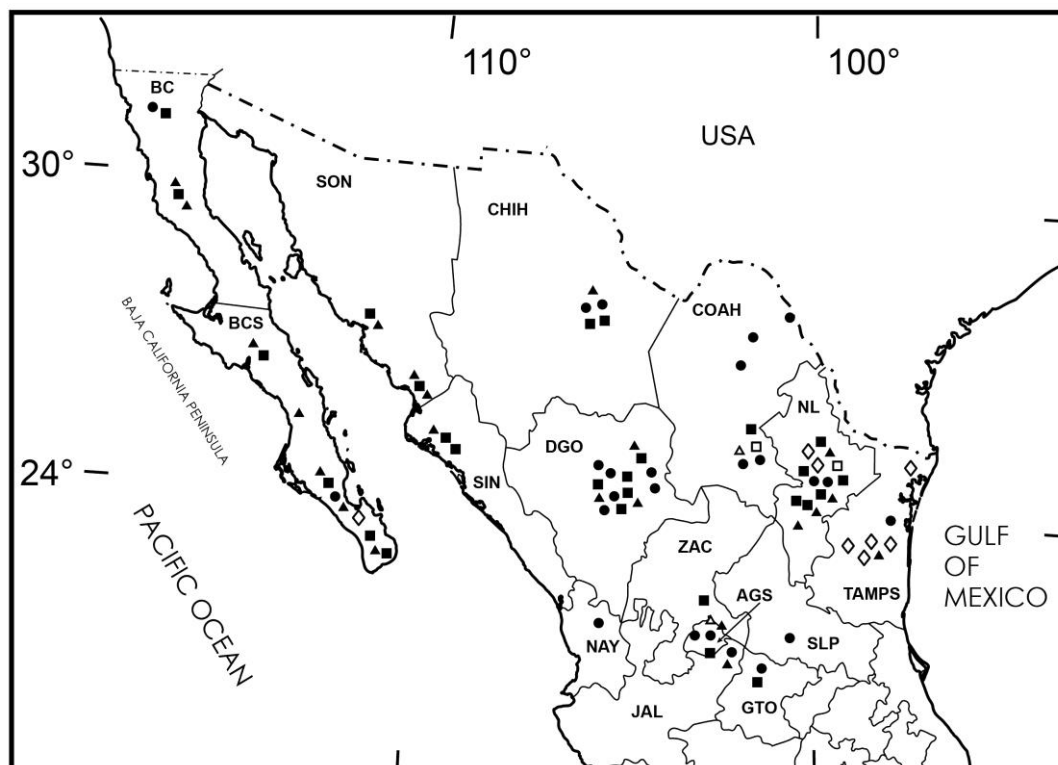 110°
100°
BC
USA
30°
SON
CHIH
COAH
BCS
BAJA CALIFORNIA PENINSULA
NL
DGO
24°
SIN
PACIFIC OCEAN
ZAC
GULF
OF
MEXICO
AGS
TAMPS
NAY
SLP
JAL
GTO